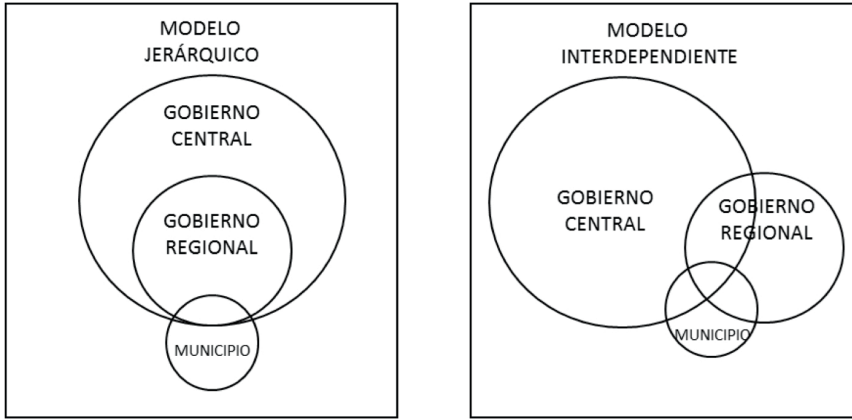 MODELO
JERÁRQUICO
GOBIERNO
CENTRAL
GOBIERNO
REGIONAL
MUNICIPIO
MODELO
INTERDEPENDIENTE
GOBIERNO
CENTRAL
GOBIERNO
REGIONAL
MUNICIPIO